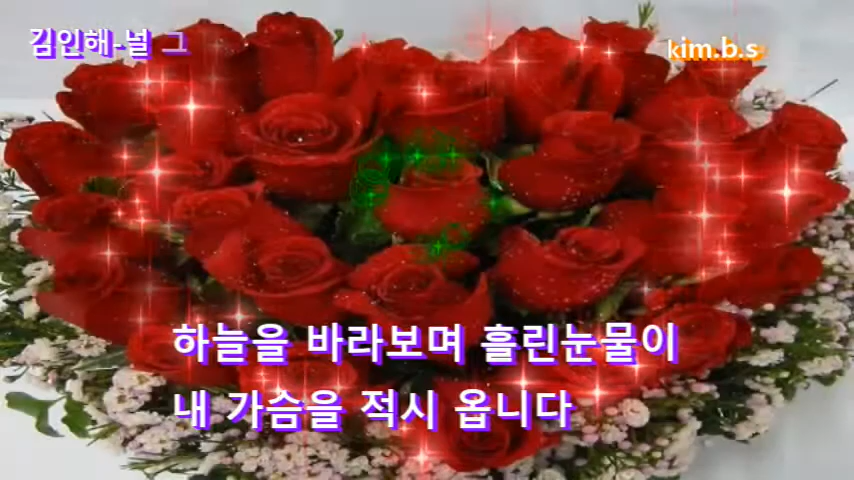 김인해-널 그
kim.b.s
하늘을 바라보며 흘린눈물이
내 가슴을 적시 옵니다